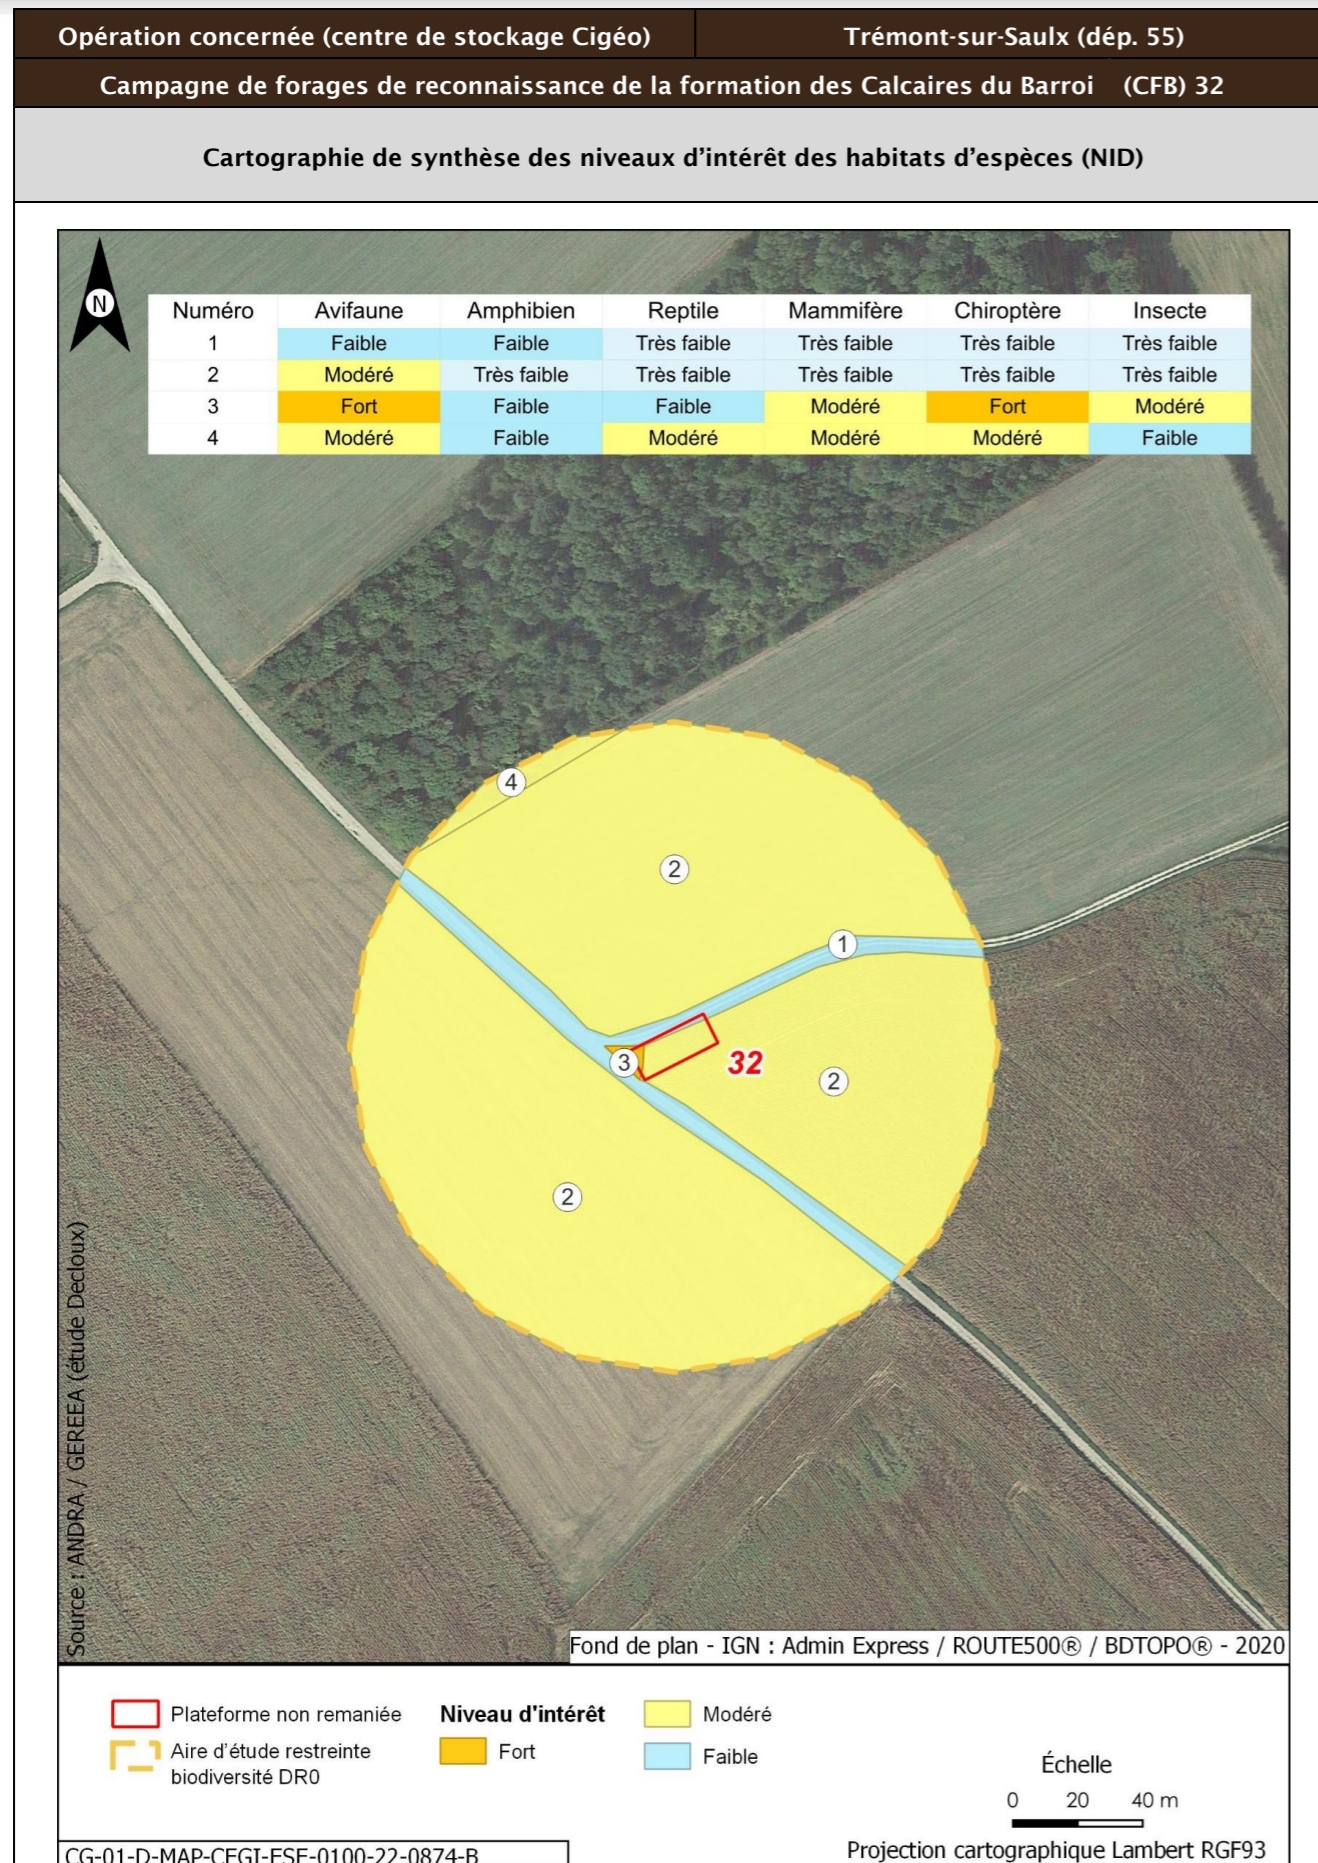 Opération concernée (centre de stockage Cigéo) Trémont-sur-Saulx (dép. 55)
Campagne de forages de reconnaissance de la formation des Calcaires du Barroi (CFB) 32
Cartographie de synthèse des niveaux d’intérêt des habitats d’espèces (NID)
N
Numéro Avifaune Amphibien Reptile Mammifère Chiroptère Insecte
1 Faible Faible Très faible Très faible Très faible Très faible
2 Modéré Très faible Très faible Très faible Très faible Très faible
3 Fort Faible Faible Modéré Fort Modéré
4 Modéré Faible Modéré Modéré Modéré Faible
4
2
1
3
32
2
2
Source : ANDRA / GEREEA (étude Decloux)
Fond de plan - IGN : Admin Express / ROUTE500® / BDTOPO® - 2020
Plateforme non remaniée
Aire d'étude restreinte
biodiversité DR0
Niveau d'intérêt
Fort
Modéré
Faible
Échelle
0 20 40 m
Projection cartographique Lambert RGF93
CG-01-D-MAP-CEGI-ESE-0100-22-0874-B